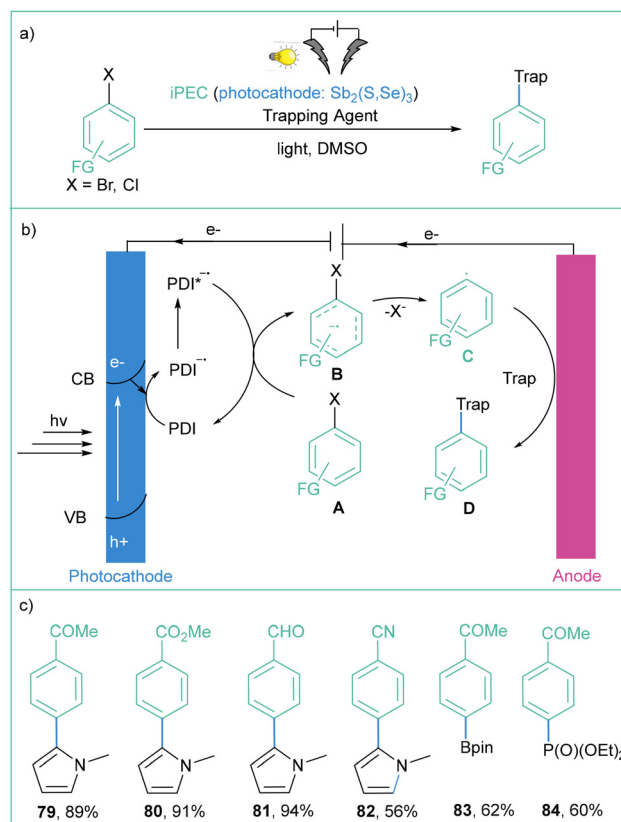 a)
X
FG
X = Br, Cl
iPEC (photocathode: Sb2(S,Se)3)
Trapping Agent
light, DMSO
Trap
FG
b)
e-
e-
PDI*−•
X
−•
FG
B
-X-
•
FG
C
CB
e-
PDI−•
PDI
Trap
hv
X
FG
A
Trap
FG
D
VB
h+
Photocathode
Anode
c)
COMe
CO2Me
CHO
CN
COMe
COMe
N
N
N
N
Bpin
P(O)(OEt)2
79, 89%
80, 91%
81, 94%
82, 56%
83, 62%
84, 60%